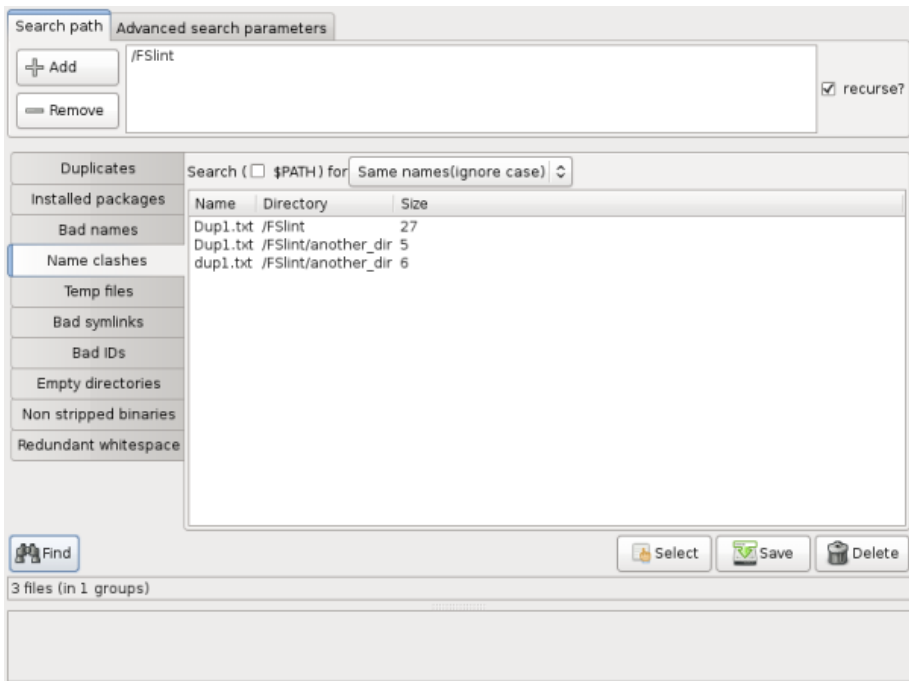 Search path Advanced search parameters
Add
/FSlint
recurse?
Remove
Duplicates
Installed packages
Bad names
Name clashes
Temp files
Bad symlinks
Bad IDs
Empty directories
Non stripped binaries
Redundant whitespace
Search ( $PATH) for Same names(ignore case)
Name Directory Size
Dup1.txt /FSlint 27
Dup1.txt /FSlint/another_dir 5
dup1.txt /FSlint/another_dir 6
Find Select Save Delete
3 files (in 1 groups)